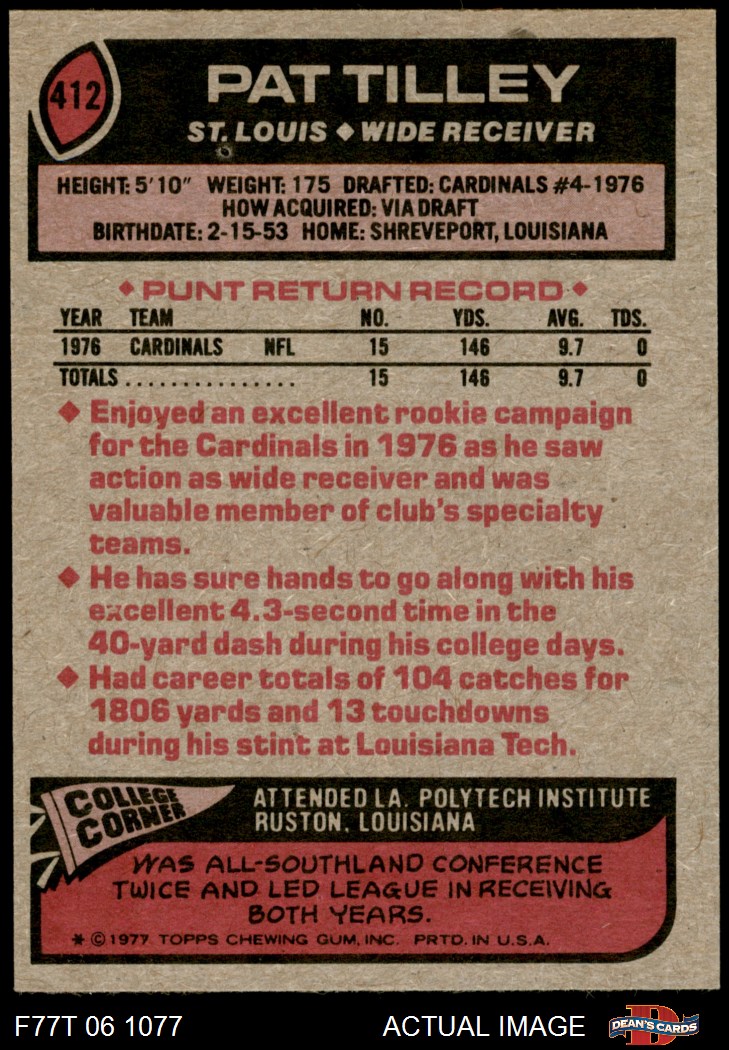 412
PAT TILLEY
ST. LOUIS ◆ WIDE RECEIVER
HEIGHT: 5'10" WEIGHT: 175 DRAFTED: CARDINALS #4-1976
HOW ACQUIRED: VIA DRAFT
BIRTHDATE: 2-15-53 HOME: SHREVEPORT, LOUISIANA
◆ PUNT RETURN RECORD ◆
YEAR TEAM NO. YDS. AVG. TDS.
1976 CARDINALS NFL 15 146 9.7 0
TOTALS ............... 15 146 9.7 0
◆ Enjoyed an excellent rookie campaign
for the Cardinals in 1976 as he saw
action as wide receiver and was
valuable member of club's specialty
teams.
◆ He has sure hands to go along with his
excellent 4.3-second time in the
40-yard dash during his college days.
◆ Had career totals of 104 catches for
1806 yards and 13 touchdowns
during his stint at Louisiana Tech.
COLLEGE
CORNER
ATTENDED LA. POLYTECH INSTITUTE
RUSTON, LOUISIANA
WAS ALL-SOUTHLAND CONFERENCE
TWICE AND LED LEAGUE IN RECEIVING
BOTH YEARS.
* © 1977 TOPPS CHEWING GUM, INC. PRTD. IN U.S.A.
F77T 06 1077 ACTUAL IMAGE
D
DEAN'S CARDS